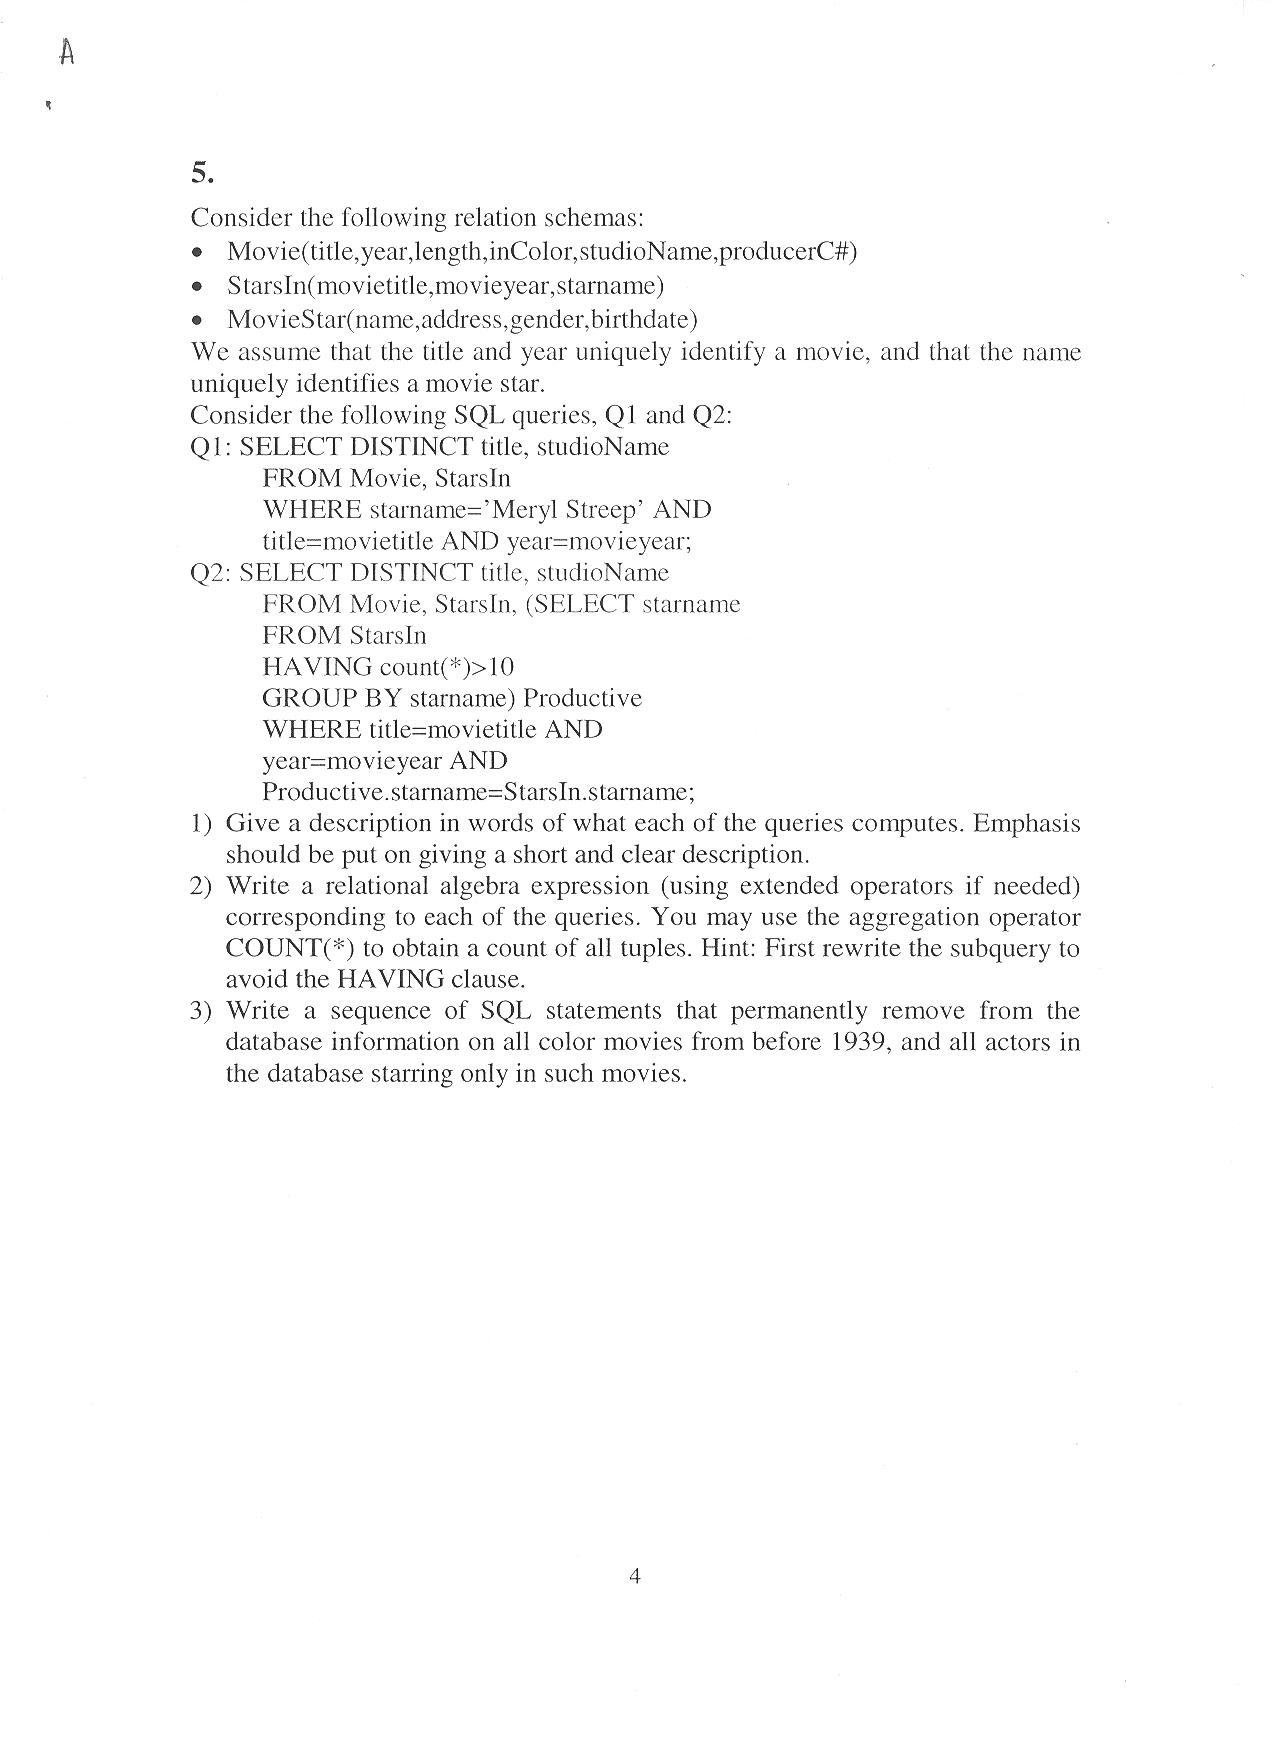 A
5.
Consider the following relation schemas:
• Movie(title,year,length,inColor,studioName,producerC#)
• StarsIn(movietitle,movieyear,starname)
• MovieStar(name,address,gender,birthdate)
We assume that the title and year uniquely identify a movie, and that the name
uniquely identifies a movie star.
Consider the following SQL queries, Q1 and Q2:
Q1: SELECT DISTINCT title, studioName
FROM Movie, StarsIn
WHERE starname=’Meryl Streep’ AND
title=movietitle AND year=movieyear;
Q2: SELECT DISTINCT title, studioName
FROM Movie, StarsIn, (SELECT starname
FROM StarsIn
HAVING count(*)>10
GROUP BY starname) Productive
WHERE title=movietitle AND
year=movieyear AND
Productive.starname=StarsIn.starname;
1) Give a description in words of what each of the queries computes. Emphasis
should be put on giving a short and clear description.
2) Write a relational algebra expression (using extended operators if needed)
corresponding to each of the queries. You may use the aggregation operator
COUNT(*) to obtain a count of all tuples. Hint: First rewrite the subquery to
avoid the HAVING clause.
3) Write a sequence of SQL statements that permanently remove from the
database information on all color movies from before 1939, and all actors in
the database starring only in such movies.
4